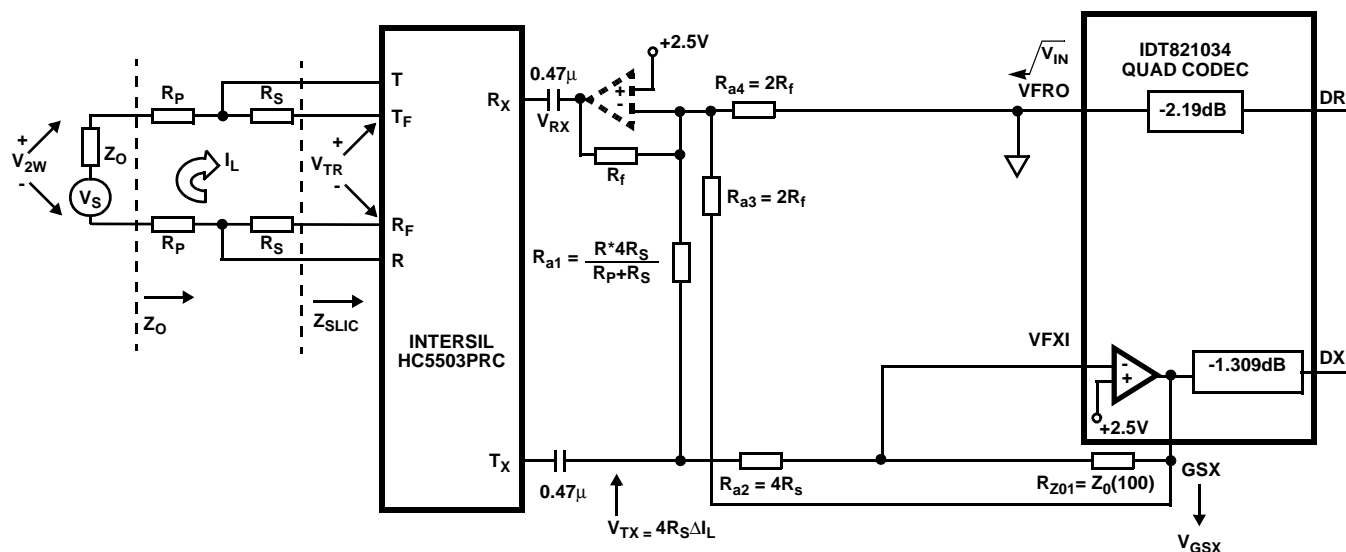 +2.5V
IDT821034
QUAD CODEC
V_IN
VFRO
-2.19dB
DR
0.47μ
R_X
V_RX
+
-
R_f
R_a4 = 2R_f
R_a3 = 2R_f
T
T_F
R_P
R_S
+
V_2W
-
Z_O
V_S
I_L
+
V_TR
-
R_P
R_S
R_F
R
R_a1 = R*4R_S
R_P+R_S
Z_O
Z_SLIC
INTERSIL
HC5503PRC
VFXI
-
+
+2.5V
-1.309dB
DX
T_X
0.47μ
R_a2 = 4R_s
R_Z01= Z_0(100)
GSX
V_TX = 4R_SΔI_L
V_GSX